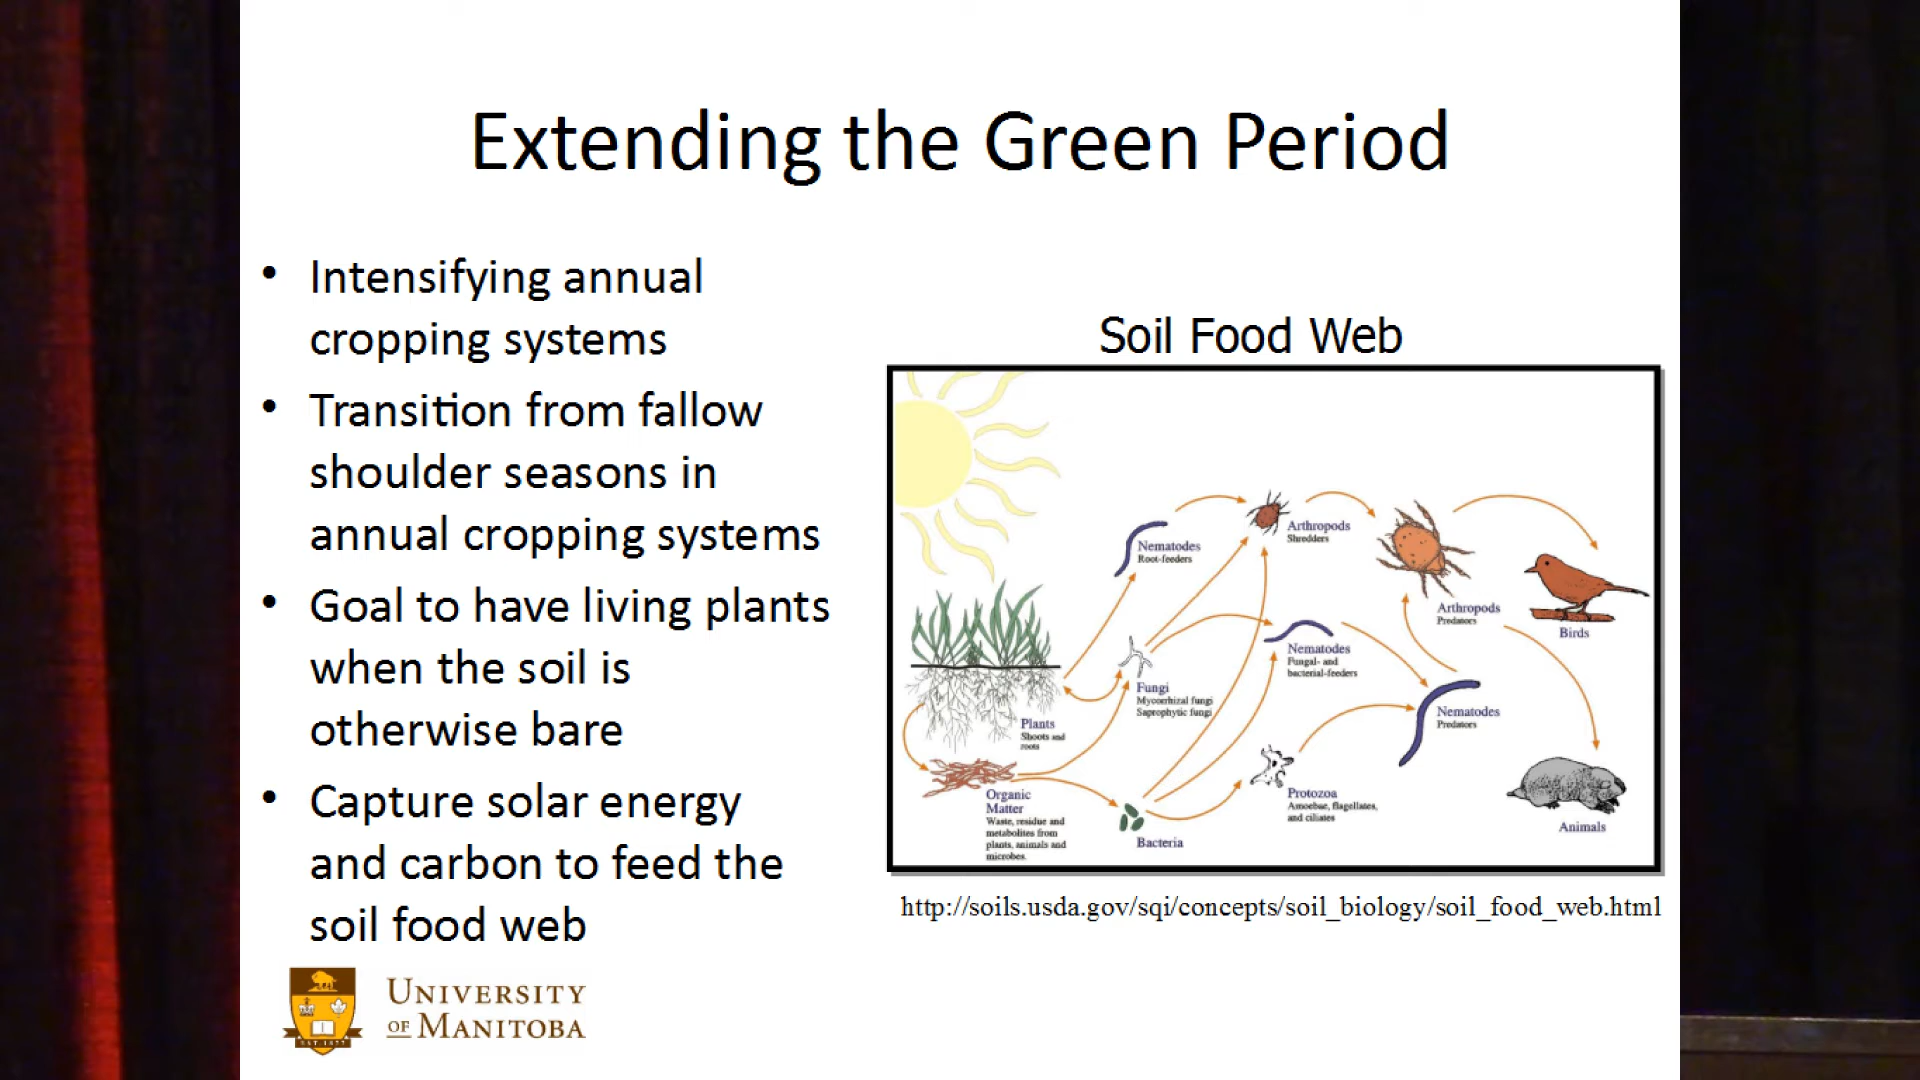 Extending the Green Period
• Intensifying annual
cropping systems
• Transition from fallow
shoulder seasons in
annual cropping systems
• Goal to have living plants
when the soil is
otherwise bare
• Capture solar energy
and carbon to feed the
soil food web
Soil Food Web
Nematodes
Root-feeders
Arthropods
Shredders
Arthropods
Predators
Birds
Nematodes
Fungal- and
bacterial-feeders
Fungi
Mycorrhizal fungi
Saprophytic fungi
Nematodes
Predators
Plants
Shoots and
roots
Organic
Matter
Waste, residue and
metabolites from
plants, animals and
microbes.
Bacteria
Protozoa
Amoebae, flagellates,
and ciliates
Animals
http://soils.usda.gov/sqi/concepts/soil_biology/soil_food_web.html
UNIVERSITY
OF MANITOBA
EST. 1877